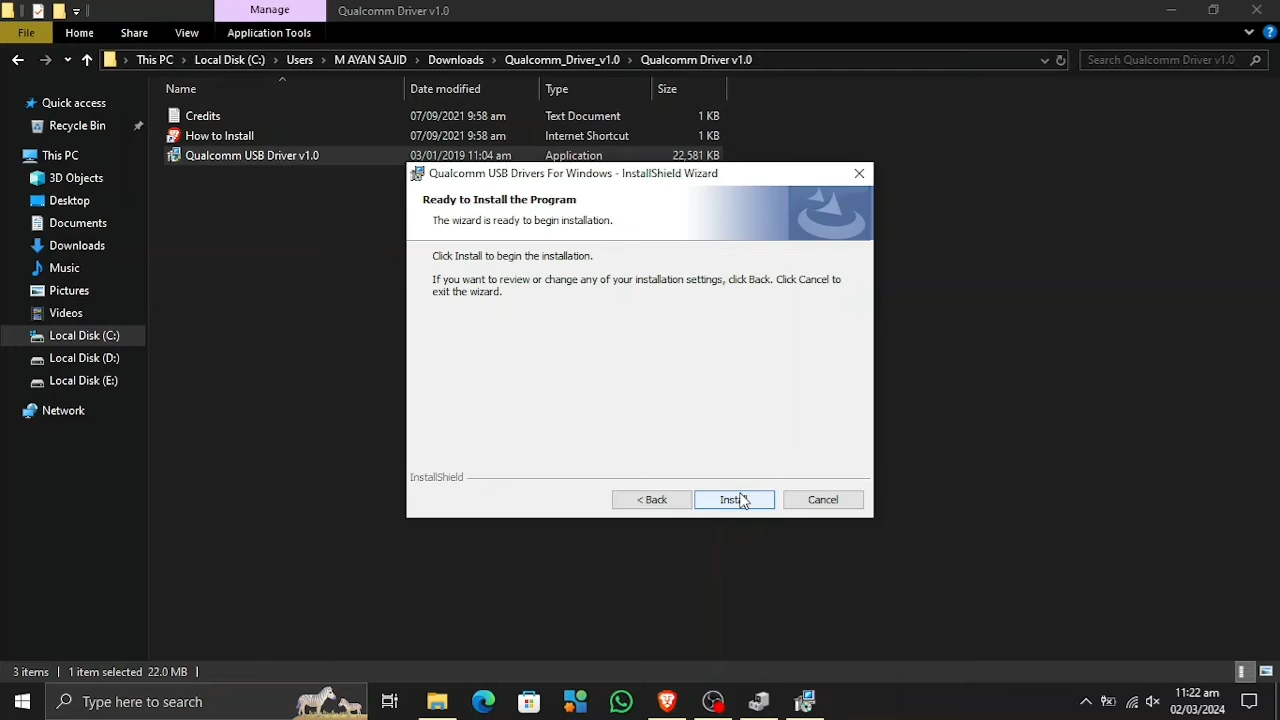 Manage
Qualcomm Driver v1.0
File
Home
Share
View
Application Tools
This PC
Local Disk (C:)
Users
M AYAN SAJID
Downloads
Qualcomm_Driver_v1.0
Qualcomm Driver v1.0
Search Qualcomm Driver v1.0
Name
Date modified
Type
Size
Credits
07/09/2021 9:58 am
Text Document
1 KB
How to Install
07/09/2021 9:58 am
Internet Shortcut
1 KB
Qualcomm USB Driver v1.0
03/01/2019 11:04 am
Application
22,581 KB
Quick access
Recycle Bin
This PC
3D Objects
Desktop
Documents
Downloads
Music
Pictures
Videos
Local Disk (C:)
Local Disk (D:)
Local Disk (E:)
Network
Qualcomm USB Drivers For Windows - InstallShield Wizard
Ready to Install the Program
The wizard is ready to begin installation.
Click Install to begin the installation.
If you want to review or change any of your installation settings, click Back. Click Cancel to
exit the wizard.
InstallShield
< Back
Install
Cancel
3 items
1 item selected 22.0 MB
Type here to search
11:22 am
02/03/2024